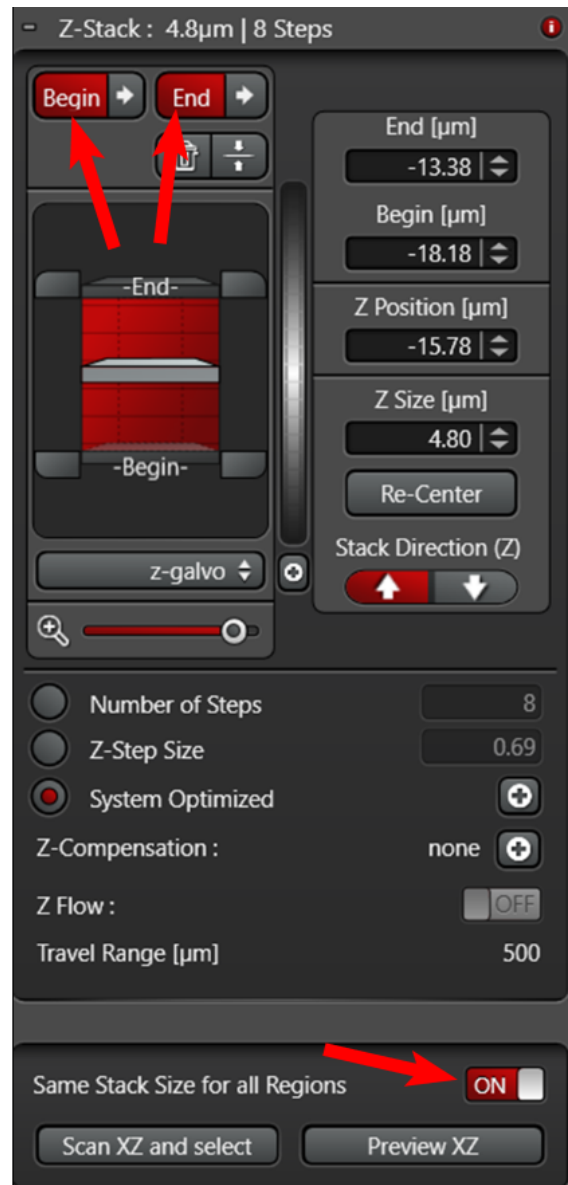 Z-Stack : 4.8µm | 8 Steps
Begin
End
End [µm]
-13.38
Begin [µm]
-18.18
-End-
Z Position [µm]
-15.78
Z Size [µm]
4.80
-Begin-
Re-Center
Stack Direction (Z)
z-galvo
Number of Steps 8
Z-Step Size 0.69
System Optimized
Z-Compensation : none
Z Flow : OFF
Travel Range [µm] 500
Same Stack Size for all Regions ON
Scan XZ and select Preview XZ